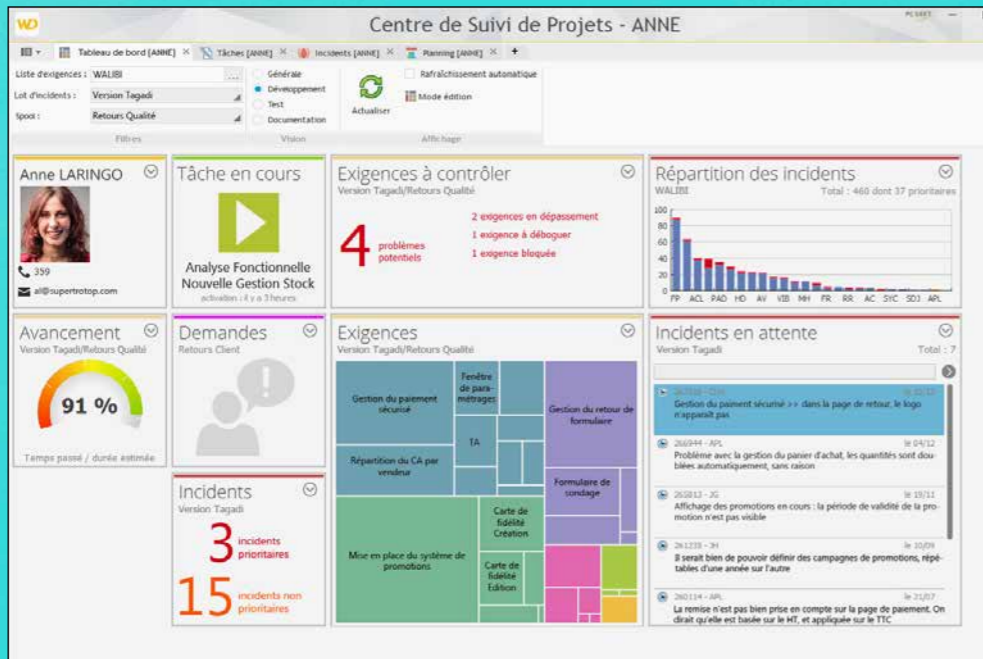 WD
Centre de Suivi de Projets - ANNE
Tableau de bord [ANNE]
Tâches [ANNE]
Incidents [ANNE]
Planning [ANNE]
Liste d'exigences : WALIBI
Lot d'incidents : Version Tagadi
Spool : Retours Qualité
Filtres
Générale
Développement
Test
Documentation
Vision
Actualiser
Rafraîchissement automatique
Mode édition
Affichage
Anne LARINGO
359
al@supertrotop.com
Tâche en cours
Analyse Fonctionnelle
Nouvelle Gestion Stock
activation : il y a 3 heures
Exigences à contrôler
Version Tagadi/Retours Qualité
4 problèmes
potentiels
2 exigences en dépassement
1 exigence à déboguer
1 exigence bloquée
Répartition des incidents
WALIBI Total : 460 dont 37 prioritaires
100
80
60
40
20
0
FP ACL PAD HD AV VIB MH FR RR AC SYC SDJ APL
Avancement
Version Tagadi/Retours Qualité
91 %
Temps passé / durée estimée
Demandes
Retours Client
Incidents
Version Tagadi
3 incidents
prioritaires
15 incidents non
prioritaires
Exigences
Version Tagadi/Retours Qualité
Gestion du paiement
sécurisé
Fenêtre
de para-
métrages
TA
Répartition du CA par
vendeur
Gestion du retour de
formulaire
Formulaire de
sondage
Mise en place du système de
promotions
Carte de
fidélité
Création
Carte de
fidélité
Edition
Incidents en attente
Version Tagadi Total : 7
Gestion du paiment sécurisé >> dans la page de retour, le logo
n'apparaît pas
266944 - APL le 04/12
Problème avec la gestion du panier d'achat, les quantités sont dou-
blées automatiquement, sans raison
265813 - JG le 19/11
Affichage des promotions en cours : la période de validité de la pro-
motion n'est pas visible
261235 - JH le 10/09
Il serait bien de pouvoir définir des campagnes de promotions, répé-
tables d'une année sur l'autre
260114 - APL le 21/07
La remise n'est pas bien prise en compte sur la page de paiement. On
dirait qu'elle est basée sur le HT, et appliquée sur le TTC